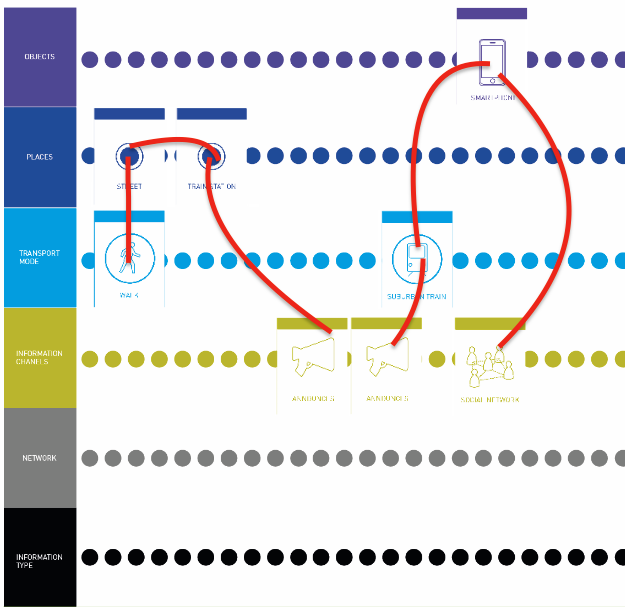 OBJECTS
SMARTPHONE
PLACES
STREET
TRAIN STATION
TRANSPORT
MODE
WALK
SUBURBAN TRAIN
INFORMATION
CHANELS
ANNOUNCES
ANNOUNCES
SOCIAL NETWORK
NETWORK
INFORMATION
TYPE